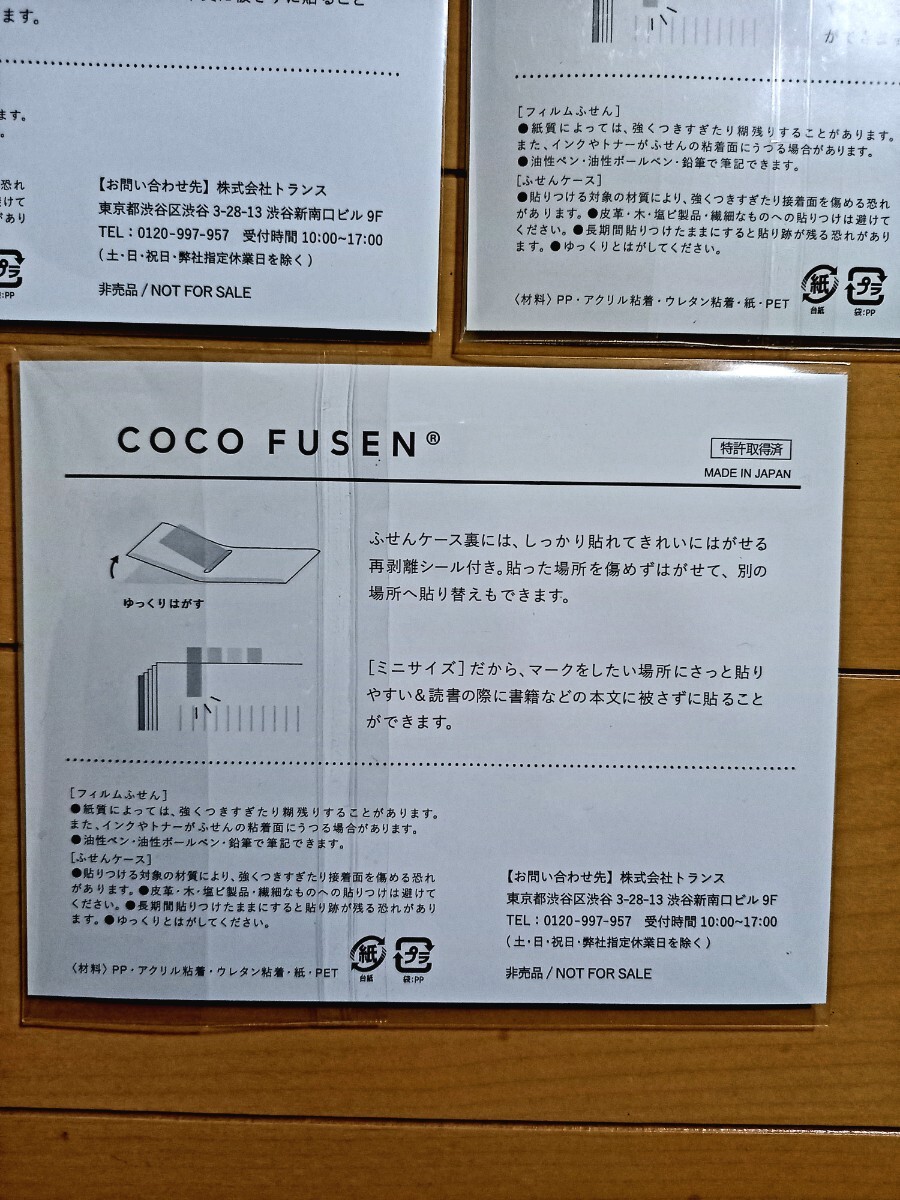 ます。
ます。
【お問い合わせ先】株式会社トランス
東京都渋谷区渋谷 3-28-13 渋谷新南口ビル 9F
TEL：0120-997-957　受付時間 10:00~17:00
(土・日・祝日・弊社指定休業日を除く)
非売品 / NOT FOR SALE
恐れ
けて
があり
プラ
:PP
[フィルムふせん]
●紙質によっては、強くつきすぎたり糊残りすることがあります。
また、インクやトナーがふせんの粘着面にうつる場合があります。
●油性ペン・油性ボールペン・鉛筆で筆記できます。
[ふせんケース]
●貼りつける対象の材質により、強くつきすぎたり接着面を傷める恐れ
があります。●皮革・木・塩ビ製品・繊細なものへの貼りつけは避けて
ください。●長期間貼りつけたままにすると貼り跡が残る恐れがあり
ます。●ゆっくりとはがしてください。
〈材料〉PP・アクリル粘着・ウレタン粘着・紙・PET
紙 プラ
台紙 袋:PP
COCO FUSEN®
特許取得済
MADE IN JAPAN
ゆっくりはがす
ふせんケース裏には、しっかり貼れてきれいにはがせる
再剥離シール付き。貼った場所を傷めずはがせて、別の
場所へ貼り替えもできます。
[ミニサイズ]だから、マークをしたい場所にさっと貼り
やすい&読書の際に書籍などの本文に被さずに貼ること
ができます。
[フィルムふせん]
●紙質によっては、強くつきすぎたり糊残りすることがあります。
また、インクやトナーがふせんの粘着面にうつる場合があります。
●油性ペン・油性ボールペン・鉛筆で筆記できます。
[ふせんケース]
●貼りつける対象の材質により、強くつきすぎたり接着面を傷める恐れ
があります。●皮革・木・塩ビ製品・繊細なものへの貼りつけは避けて
ください。●長期間貼りつけたままにすると貼り跡が残る恐れがあり
ます。●ゆっくりとはがしてください。
〈材料〉PP・アクリル粘着・ウレタン粘着・紙・PET
紙 プラ
台紙 袋:PP
【お問い合わせ先】株式会社トランス
東京都渋谷区渋谷 3-28-13 渋谷新南口ビル 9F
TEL：0120-997-957　受付時間 10:00~17:00
(土・日・祝日・弊社指定休業日を除く)
非売品 / NOT FOR SALE